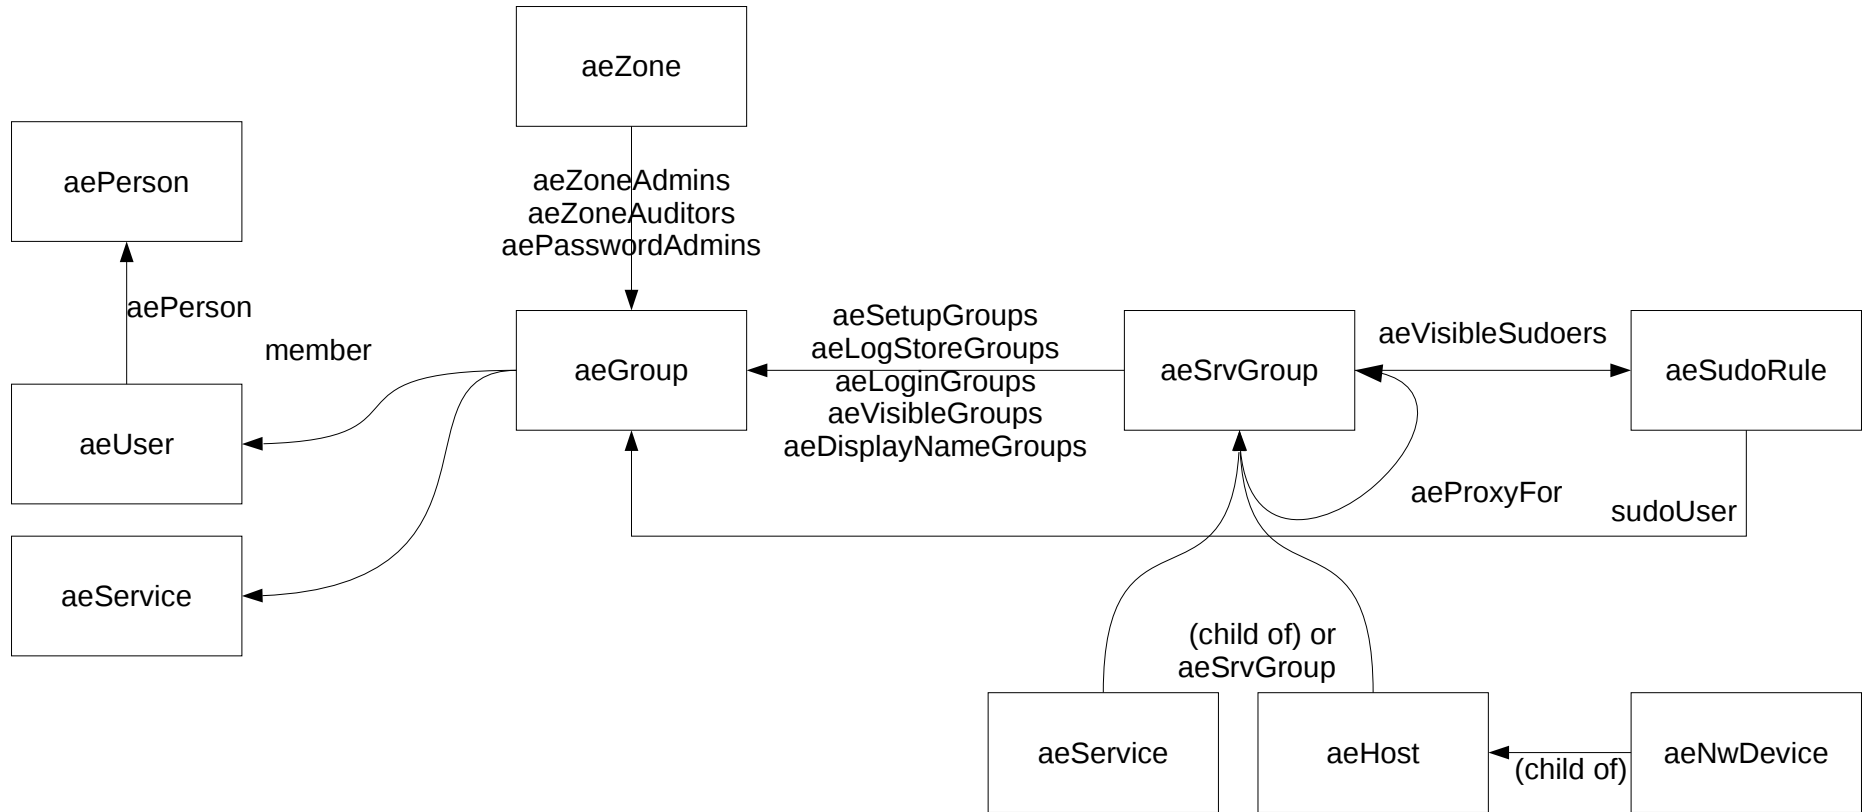 aeZone
aePerson
aeZoneAdmins
aeZoneAuditors
aePasswordAdmins
aePerson
member
aeSetupGroups
aeLogStoreGroups
aeLoginGroups
aeVisibleGroups
aeDisplayNameGroups
aeVisibleSudoers
aeGroup
aeSrvGroup
aeSudoRule
aeUser
aeProxyFor
sudoUser
aeService
(child of) or
aeSrvGroup
aeService
aeHost
(child of)
aeNwDevice